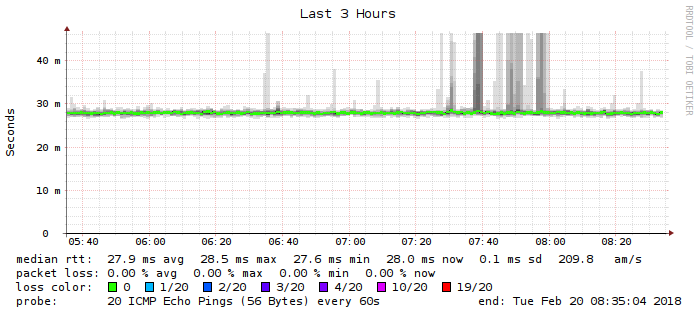 Last 3 Hours
RRDTOOL / TOBI OETIKER
Seconds
40 m
30 m
20 m
10 m
0
05:40 06:00 06:20 06:40 07:00 07:20 07:40 08:00 08:20
median rtt: 27.9 ms avg 28.5 ms max 27.6 ms min 28.0 ms now 0.1 ms sd 209.8 am/s
packet loss: 0.00 % avg 0.00 % max 0.00 % min 0.00 % now
loss color: 0 1/20 2/20 3/20 4/20 10/20 19/20
probe: 20 ICMP Echo Pings (56 Bytes) every 60s end: Tue Feb 20 08:35:04 2018